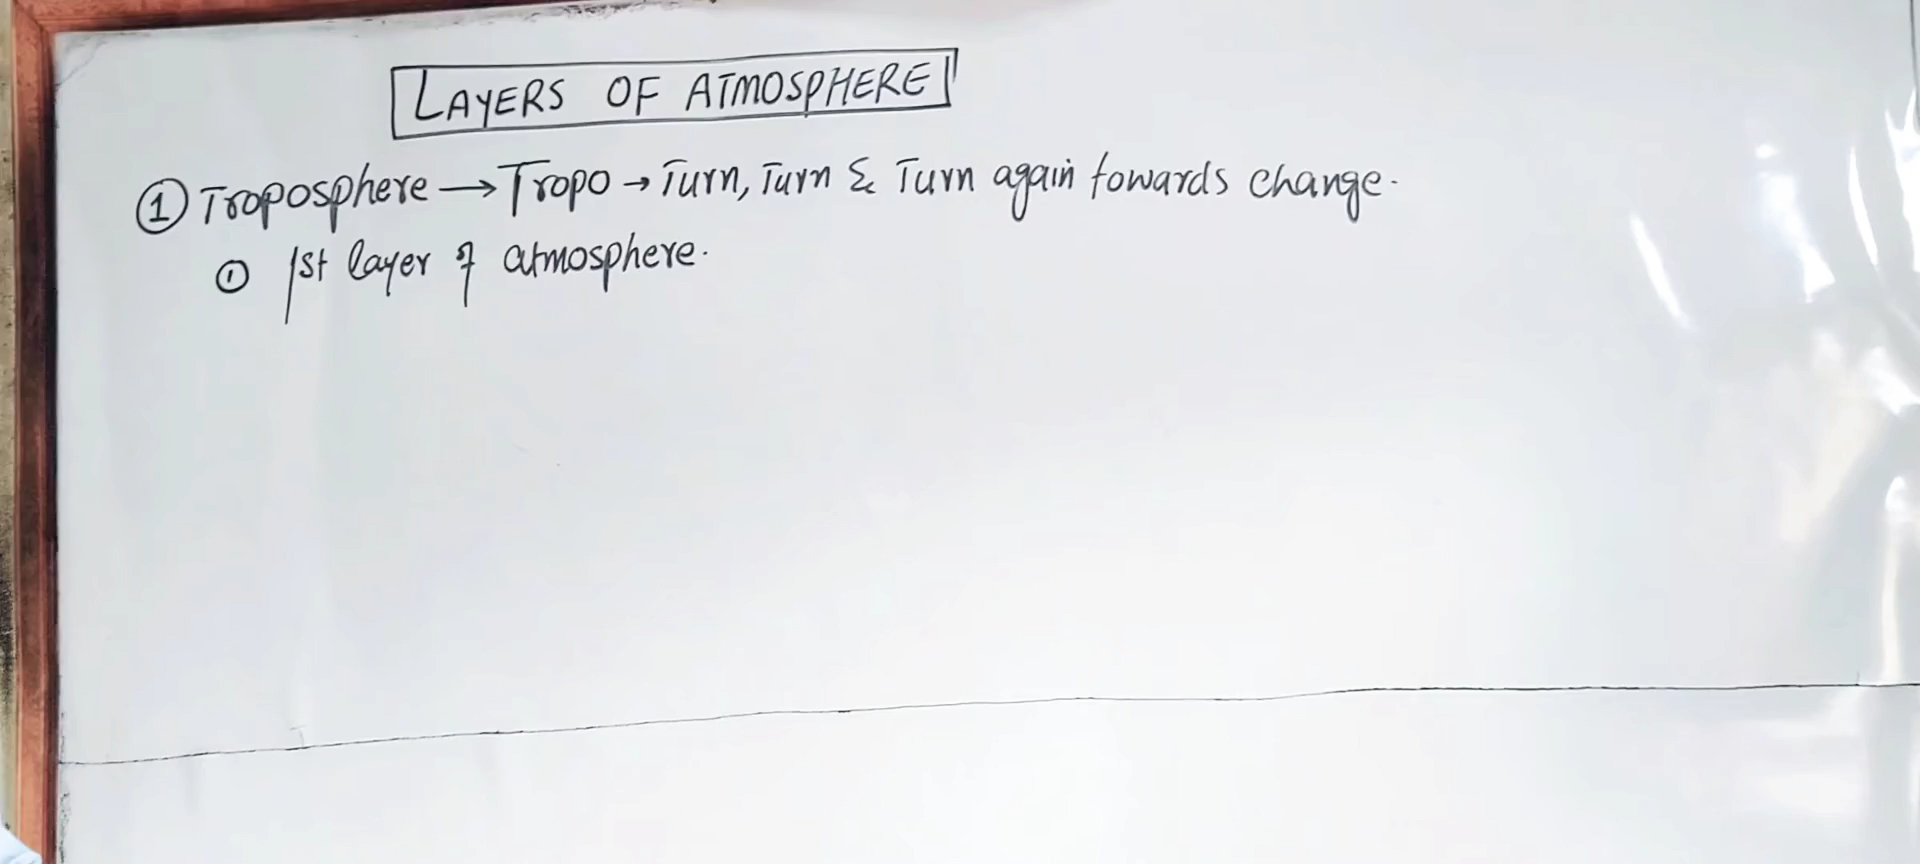 LAYERS OF ATMOSPHERE
① Troposphere → Tropo → Turn, Turn & Turn again towards change.
① 1st layer of atmosphere.